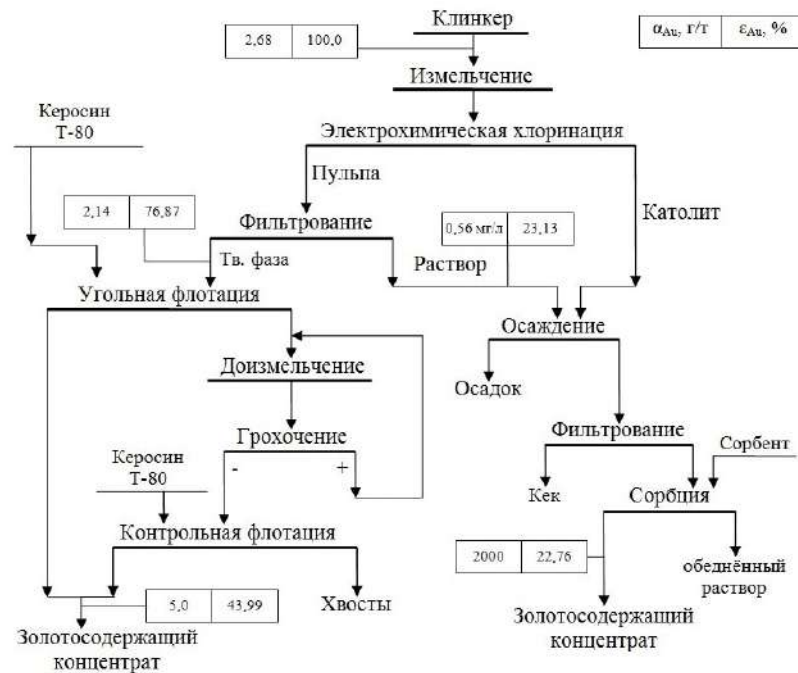 Клинкер
2,68 100,0
αAu, г/т εAu, %
Измельчение
Керосин
Т-80
Электрохимическая хлоринация
Пульпа
Католит
2,14 76,87
Фильтрование
0,56 мг/л 23,13
Тв. фаза
Раствор
Угольная флотация
Осаждение
Доизмельчение
Осадок
Грохочение
Фильтрование
Сорбент
Керосин
Т-80
- +
Кек
Сорбция
Контрольная флотация
2000 22,76
обеднённый
раствор
5,0 43,99
Хвосты
Золотосодержащий
концентрат
Золотосодержащий
концентрат